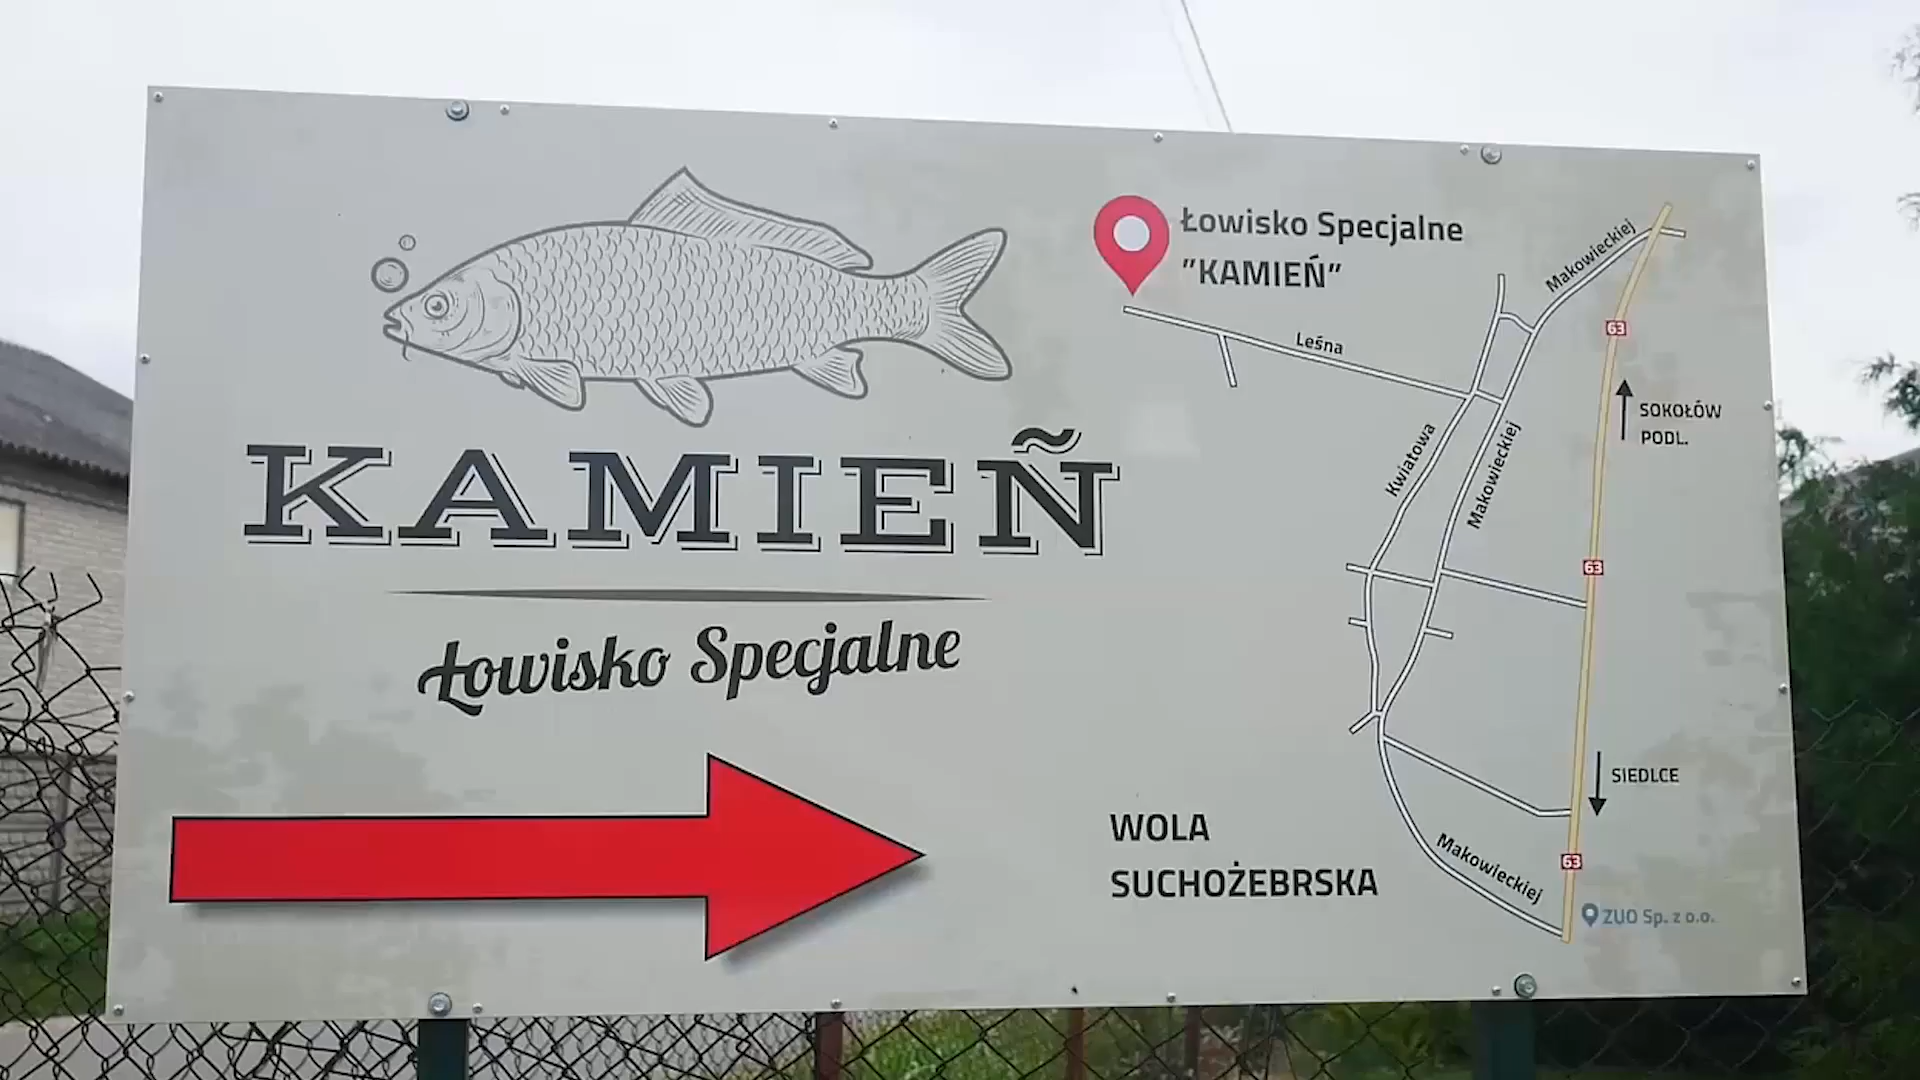 KAMIEÑ
Łowisko Specjalne
Łowisko Specjalne
"KAMIEŃ"
Leśna
Makowieckiej
63
SOKOŁÓW
PODL.
Kwiatowa
Makowieckiej
63
SIEDLCE
WOLA
SUCHOŻEBRSKA
Makowieckiej
63
ZUO Sp. z o.o.